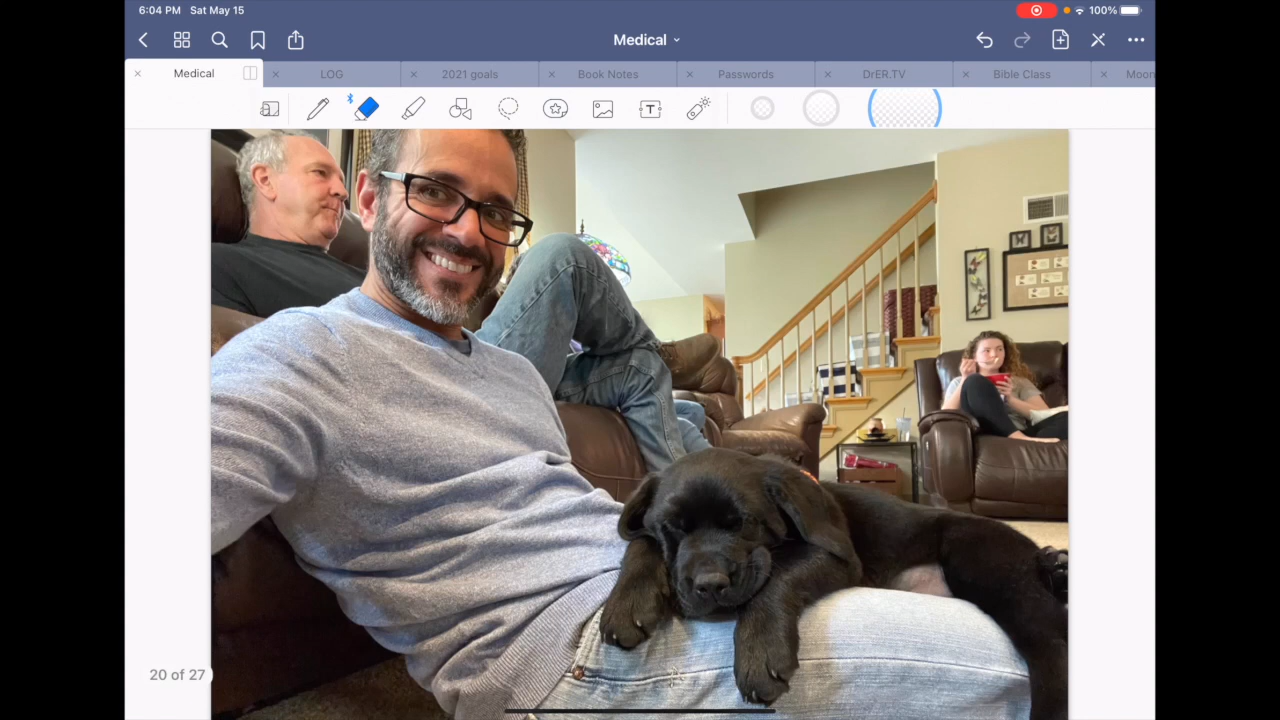 6:04 PM Sat May 15
100%
Medical
Medical
LOG
2021 goals
Book Notes
Passwords
DrER.TV
Bible Class
Moon
T
20 of 27